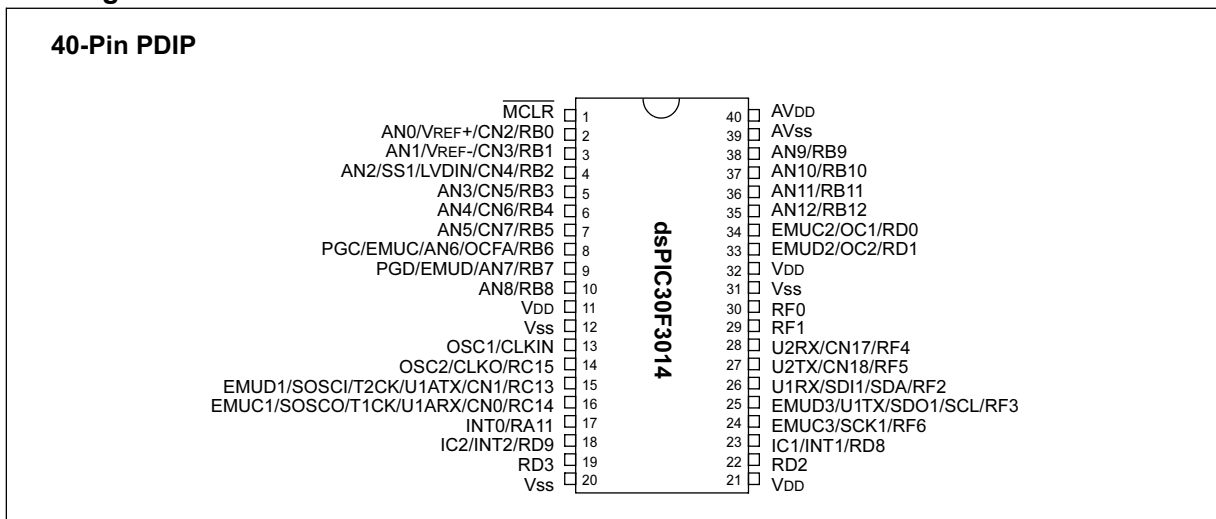 40-Pin PDIP
MCLR 1
AN0/VREF+/CN2/RB0 2
AN1/VREF-/CN3/RB1 3
AN2/SS1/LVDIN/CN4/RB2 4
AN3/CN5/RB3 5
AN4/CN6/RB4 6
AN5/CN7/RB5 7
PGC/EMUC/AN6/OCFA/RB6 8
PGD/EMUD/AN7/RB7 9
AN8/RB8 10
VDD 11
Vss 12
OSC1/CLKIN 13
OSC2/CLKO/RC15 14
EMUD1/SOSCI/T2CK/U1ATX/CN1/RC13 15
EMUC1/SOSCO/T1CK/U1ARX/CN0/RC14 16
INT0/RA11 17
IC2/INT2/RD9 18
RD3 19
Vss 20
dsPIC30F3014
40 AVDD
39 AVss
38 AN9/RB9
37 AN10/RB10
36 AN11/RB11
35 AN12/RB12
34 EMUC2/OC1/RD0
33 EMUD2/OC2/RD1
32 VDD
31 Vss
30 RF0
29 RF1
28 U2RX/CN17/RF4
27 U2TX/CN18/RF5
26 U1RX/SDI1/SDA/RF2
25 EMUD3/U1TX/SDO1/SCL/RF3
24 EMUC3/SCK1/RF6
23 IC1/INT1/RD8
22 RD2
21 VDD